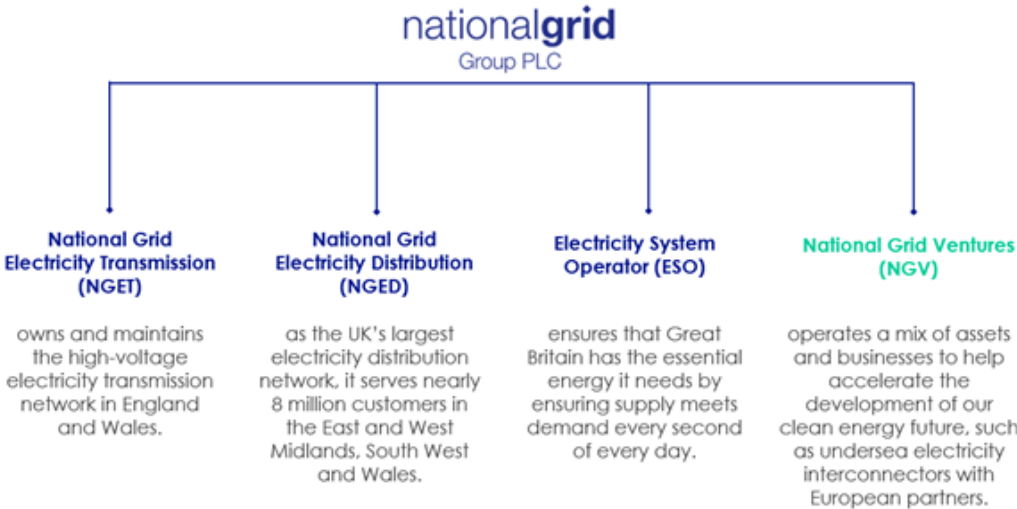 nationalgrid
Group PLC
National Grid
Electricity Transmission
(NGET)
owns and maintains
the high-voltage
electricity transmission
network in England
and Wales.
National Grid
Electricity Distribution
(NGED)
as the UK's largest
electricity distribution
network, it serves nearly
8 million customers in
the East and West
Midlands, South West
and Wales.
Electricity System
Operator (ESO)
ensures that Great
Britain has the essential
energy it needs by
ensuring supply meets
demand every second
of every day.
National Grid Ventures
(NGV)
operates a mix of assets
and businesses to help
accelerate the
development of our
clean energy future, such
as undersea electricity
interconnectors with
European partners.